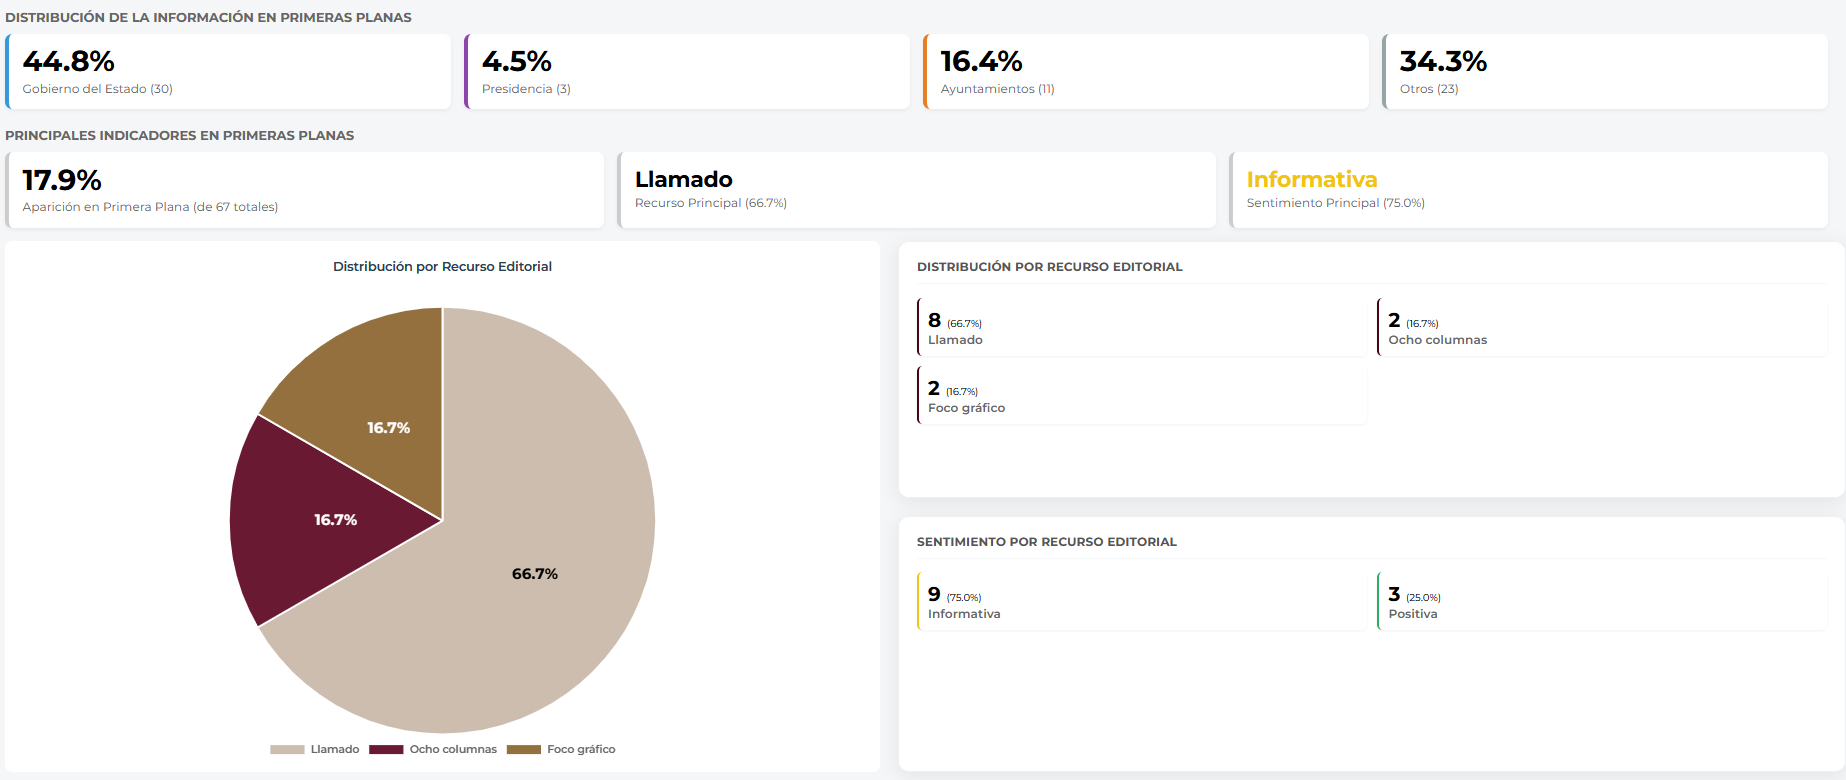 DISTRIBUCIÓN DE LA INFORMACIÓN EN PRIMERAS PLANAS
44.8%
Gobierno del Estado (30)
4.5%
Presidencia (3)
16.4%
Ayuntamientos (11)
34.3%
Otros (23)
PRINCIPALES INDICADORES EN PRIMERAS PLANAS
17.9%
Aparición en Primera Plana (de 67 totales)
Llamado
Recurso Principal (66.7%)
Informativa
Sentimiento Principal (75.0%)
Distribución por Recurso Editorial
16.7%
16.7%
66.7%
Llamado
Ocho columnas
Foco gráfico
DISTRIBUCIÓN POR RECURSO EDITORIAL
8 (66.7%)
Llamado
2 (16.7%)
Ocho columnas
2 (16.7%)
Foco gráfico
SENTIMIENTO POR RECURSO EDITORIAL
9 (75.0%)
Informativa
3 (25.0%)
Positiva